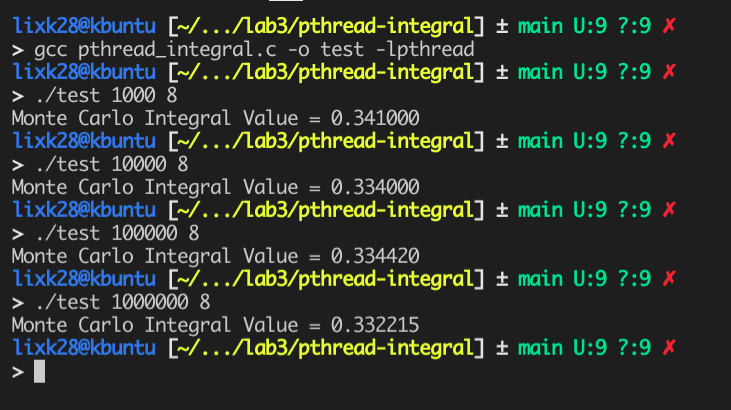 lixk28@kbuntu [~/.../lab3/pthread-integral] ± main U:9 ?:9 ✗
> gcc pthread_integral.c -o test -lpthread
lixk28@kbuntu [~/.../lab3/pthread-integral] ± main U:9 ?:9 ✗
> ./test 1000 8
Monte Carlo Integral Value = 0.341000
lixk28@kbuntu [~/.../lab3/pthread-integral] ± main U:9 ?:9 ✗
> ./test 10000 8
Monte Carlo Integral Value = 0.334000
lixk28@kbuntu [~/.../lab3/pthread-integral] ± main U:9 ?:9 ✗
> ./test 100000 8
Monte Carlo Integral Value = 0.334420
lixk28@kbuntu [~/.../lab3/pthread-integral] ± main U:9 ?:9 ✗
> ./test 1000000 8
Monte Carlo Integral Value = 0.332215
lixk28@kbuntu [~/.../lab3/pthread-integral] ± main U:9 ?:9 ✗
>